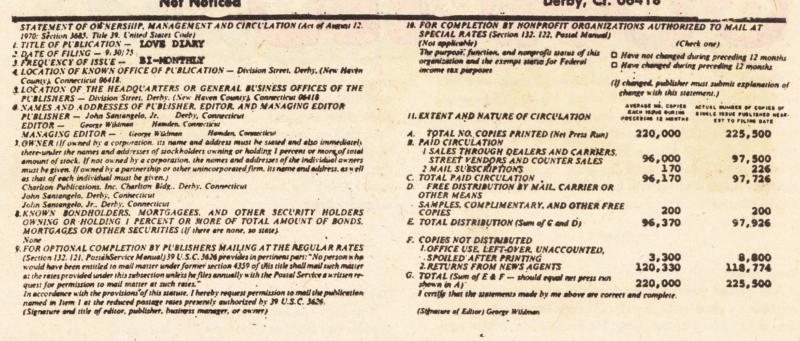 Not Noticed
Derby, Ct. 06418
STATEMENT OF OWNERSHIP, MANAGEMENT AND CIRCULATION (Act of August 12,
1970: Section 3685. Title 39. United States Code)
1. TITLE OF PUBLICATION — LOVE DIARY
2. DATE OF FILING — 9/30/75
3. FREQUENCY OF ISSUE — BI-MONTHLY
4. LOCATION OF KNOWN OFFICE OF PUBLICATION — Division Street, Derby, (New Haven
County), Connecticut 06418.
5. LOCATION OF THE HEADQUARTERS OR GENERAL BUSINESS OFFICES OF THE
PUBLISHERS — Division Street, Derby, (New Haven County), Connecticut 06418
6. NAMES AND ADDRESSES OF PUBLISHER, EDITOR, AND MANAGING EDITOR
PUBLISHER — John Santangelo, Jr. Derby, Connecticut
EDITOR — George Wildman Hamden, Connecticut
MANAGING EDITOR — George Wildman Hamden, Connecticut
7. OWNER (If owned by a corporation, its name and address must be stated and also immediately
there-under the names and addresses of stockholders owning or holding 1 percent or more of total
amount of stock. If not owned by a corporation, the names and addresses of the individual owners
must be given. If owned by a partnership or other unincorporated firm, its name and address, as well
as that of each individual must be given.)
Charlton Publications, Inc. Charlton Bldg., Derby, Connecticut
John Santangelo, Derby, Connecticut
John Santangelo, Jr., Derby, Connecticut
8. KNOWN BONDHOLDERS, MORTGAGEES, AND OTHER SECURITY HOLDERS
OWNING OR HOLDING 1 PERCENT OR MORE OF TOTAL AMOUNT OF BONDS,
MORTGAGES OR OTHER SECURITIES (If there are none, so state).
None
9. FOR OPTIONAL COMPLETION BY PUBLISHERS MAILING AT THE REGULAR RATES
(Section 132. 121, Postal Service Manual) 39 U.S.C. 3626 provides in pertinent part: "No person who
would have been entitled to mail matter under former section 4359 of this title shall mail such matter
at the rates provided under this subsection unless he files annually with the Postal Service a written re-
quest for permission to mail matter at such rates."
In accordance with the provisions of this statute, I hereby request permission to mail the publication
named in Item 1 at the reduced postage rates presently authorized by 39 U.S.C. 3626.
(Signature and title of editor, publisher, business manager, or owner)
10. FOR COMPLETION BY NONPROFIT ORGANIZATIONS AUTHORIZED TO MAIL AT
SPECIAL RATES (Section 132. 122, Postal Manual)
(Not applicable) (Check one)
The purpose, function, and nonprofit status of this organization and the exempt status for Federal income tax purposes
□ Have not changed during preceding 12 months
□ Have changed during preceding 12 months
(If changed, publisher must submit explanation of
change with this statement.)
11. EXTENT AND NATURE OF CIRCULATION
AVERAGE NO. COPIES EACH ISSUE DURING PRECEDING 12 MONTHS
ACTUAL NUMBER OF COPIES OF SINGLE ISSUE PUBLISHED NEAREST TO FILING DATE
A. TOTAL NO. COPIES PRINTED (Net Press Run) 220,000 225,500
B. PAID CIRCULATION
1 SALES THROUGH DEALERS AND CARRIERS,
STREET VENDORS AND COUNTER SALES 96,000 97,500
2 MAIL SUBSCRIPTIONS 170 226
C. TOTAL PAID CIRCULATION 96,170 97,726
D. FREE DISTRIBUTION BY MAIL, CARRIER OR
OTHER MEANS
SAMPLES, COMPLIMENTARY, AND OTHER FREE
COPIES 200 200
E. TOTAL DISTRIBUTION (Sum of C and D) 96,370 97,926
F. COPIES NOT DISTRIBUTED
1. OFFICE USE, LEFT-OVER, UNACCOUNTED,
SPOILED AFTER PRINTING 3,300 8,800
2. RETURNS FROM NEWS AGENTS 120,330 118,774
G. TOTAL (Sum of E & F — should equal net press run
shown in A) 220,000 225,500
I certify that the statements made by me above are correct and complete.
(Signature of Editor) George Wildman